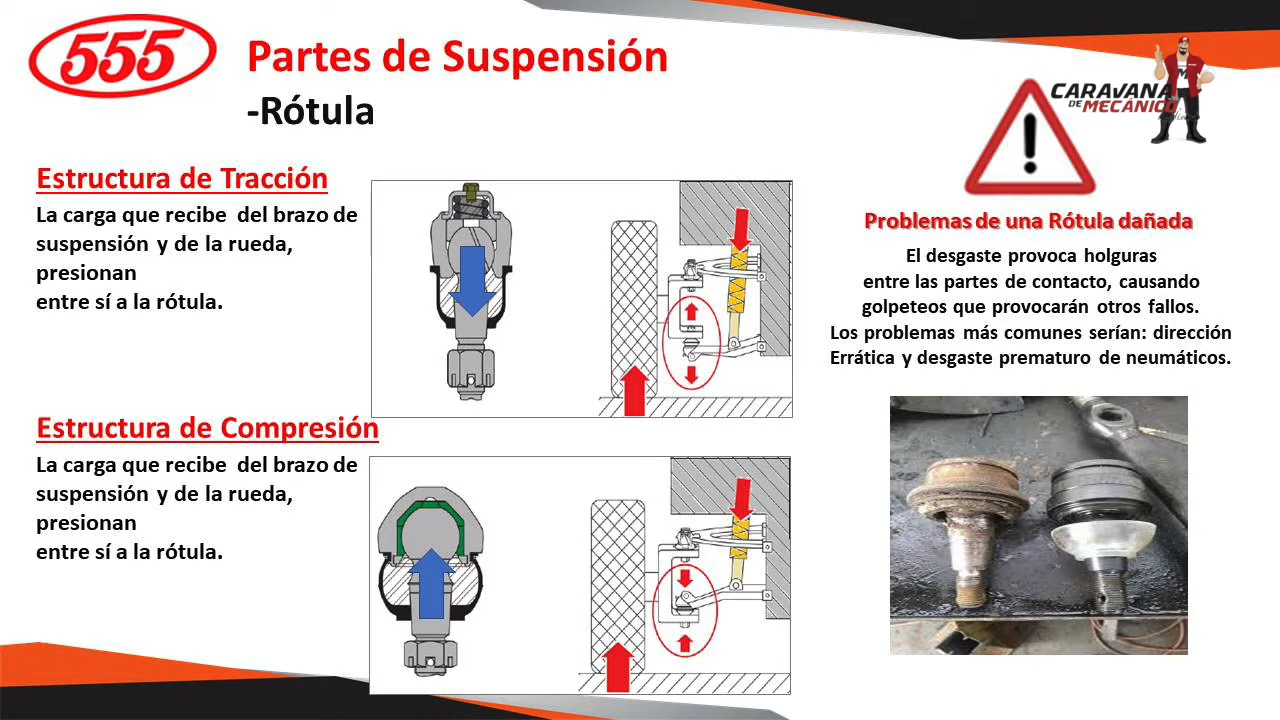 555
Partes de Suspensión
-Rótula
CARAVANA
DE MECÁNICO
Estructura de Tracción
La carga que recibe del brazo de
suspensión y de la rueda,
presionan
entre sí a la rótula.
Estructura de Compresión
La carga que recibe del brazo de
suspensión y de la rueda,
presionan
entre sí a la rótula.
Problemas de una Rótula dañada
El desgaste provoca holguras
entre las partes de contacto, causando
golpeteos que provocarán otros fallos.
Los problemas más comunes serían: dirección
Errática y desgaste prematuro de neumáticos.